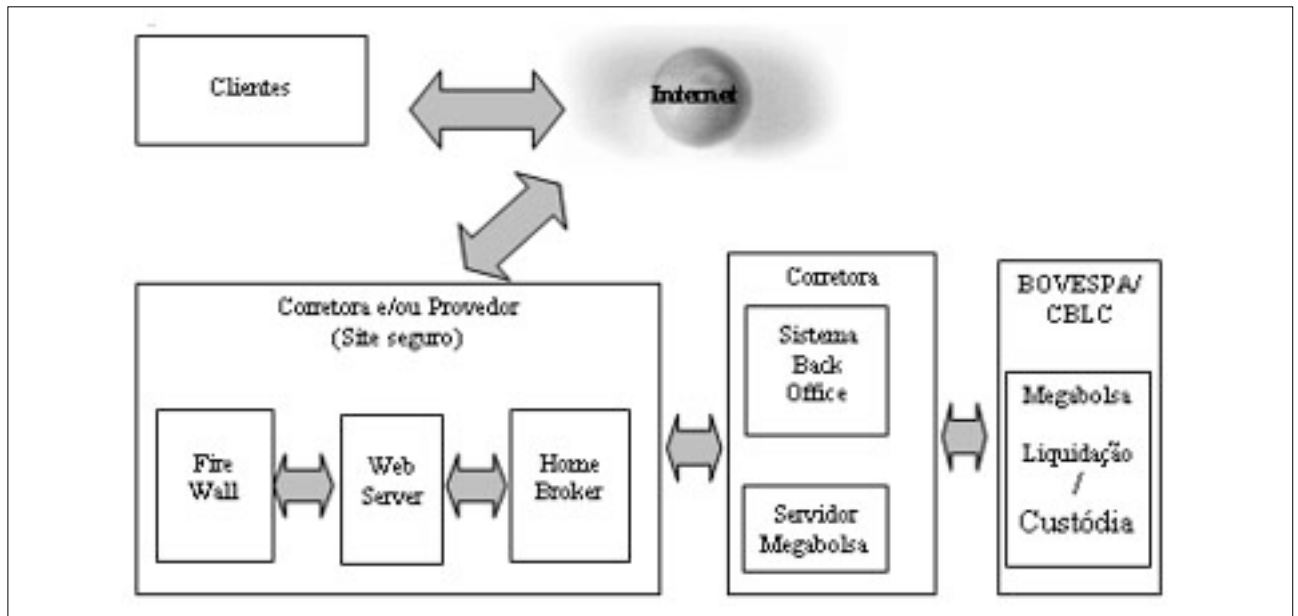 Clientes
Internet
Corretora e/ou Provedor
(Site seguro)
Fire
Wall
Web
Server
Home
Broker
Corretora
Sistema
Back
Office
Servidor
Megabolsa
BOVESPA/
CBLC
Megabolsa
Liquidação
/
Custódia